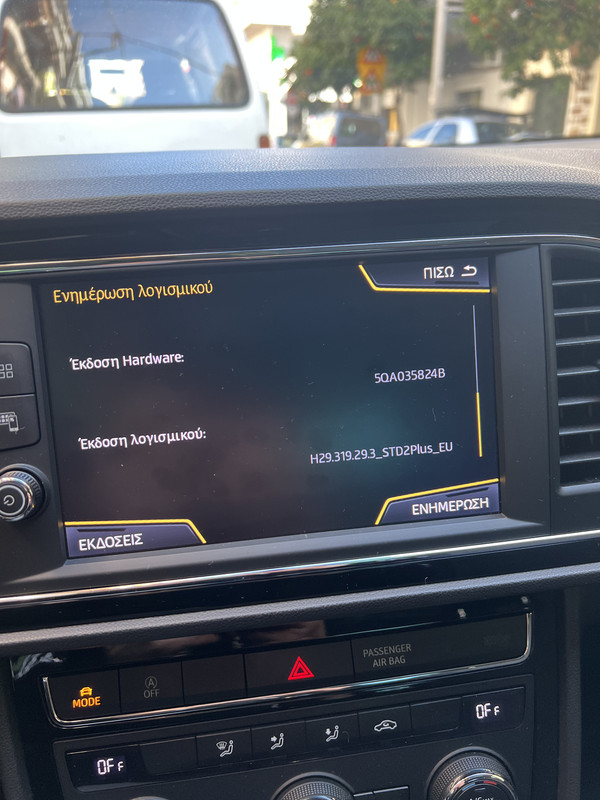 Ενημέρωση λογισμικού
ΠΙΣΩ
Έκδοση Hardware:
5QA035824B
Έκδοση λογισμικού:
H29.319.29.3_STD2Plus_EU
ΕΚΔΟΣΕΙΣ
ΕΝΗΜΕΡΩΣΗ
MODE
A
OFF
PASSENGER
AIR BAG
OFF
OFF